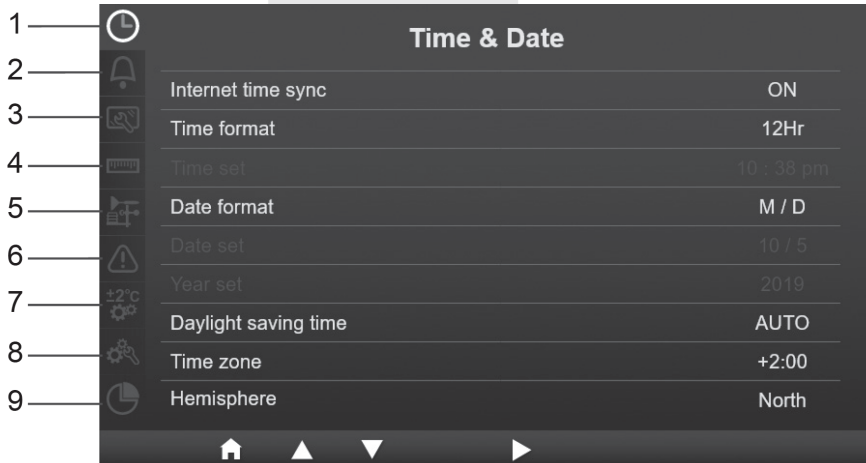 Time & Date
1
2
3
4
5
6
7
8
9
Internet time sync ON
Time format 12Hr
Time set 10 : 38 pm
Date format M / D
Date set 10 / 5
Year set 2019
±2°C
Daylight saving time AUTO
Time zone +2:00
Hemisphere North